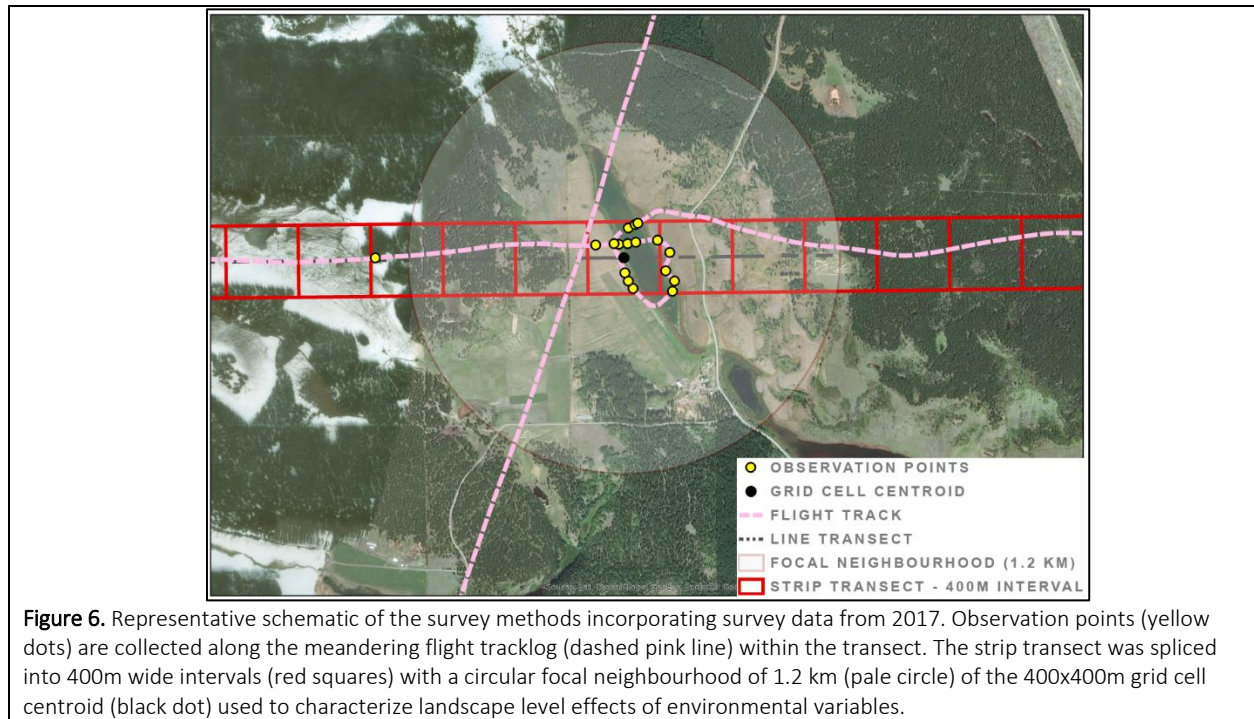 OBSERVATION POINTS
GRID CELL CENTROID
FLIGHT TRACK
LINE TRANSECT
FOCAL NEIGHBOURHOOD (1.2 KM)
STRIP TRANSECT - 400M INTERVAL
Figure 6. Representative schematic of the survey methods incorporating survey data from 2017. Observation points (yellow
dots) are collected along the meandering flight tracklog (dashed pink line) within the transect. The strip transect was spliced
into 400m wide intervals (red squares) with a circular focal neighbourhood of 1.2 km (pale circle) of the 400x400m grid cell
centroid (black dot) used to characterize landscape level effects of environmental variables.